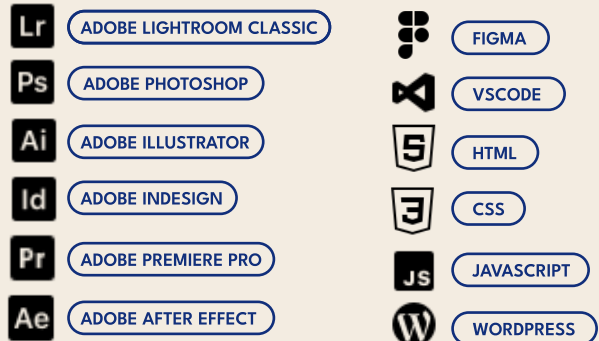 Lr ADOBE LIGHTROOM CLASSIC
Ps ADOBE PHOTOSHOP
Ai ADOBE ILLUSTRATOR
Id ADOBE INDESIGN
Pr ADOBE PREMIERE PRO
Ae ADOBE AFTER EFFECT
FIGMA
VSCODE
5 HTML
3 CSS
JS JAVASCRIPT
W WORDPRESS